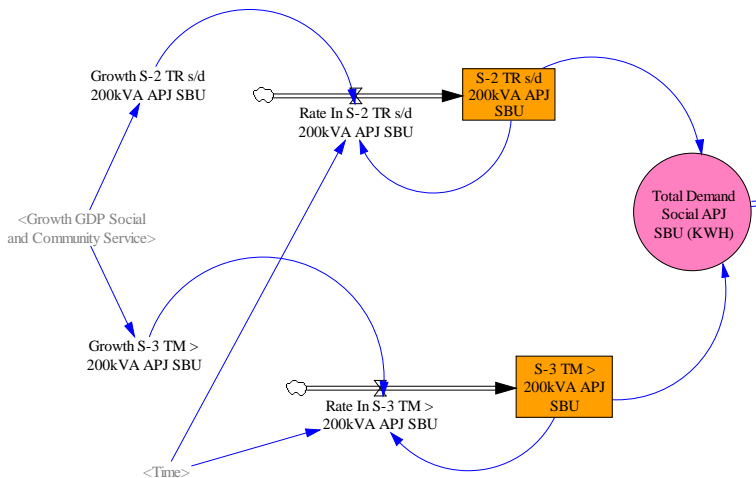 Growth S-2 TR s/d
200kVA APJ SBU
Rate In S-2 TR s/d
200kVA APJ SBU
S-2 TR s/d
200kVA APJ
SBU
Total Demand
Social APJ
SBU (KWH)
<Growth GDP Social
and Community Service>
Growth S-3 TM >
200kVA APJ SBU
Rate In S-3 TM >
200kVA APJ SBU
S-3 TM >
200kVA APJ
SBU
<Time>